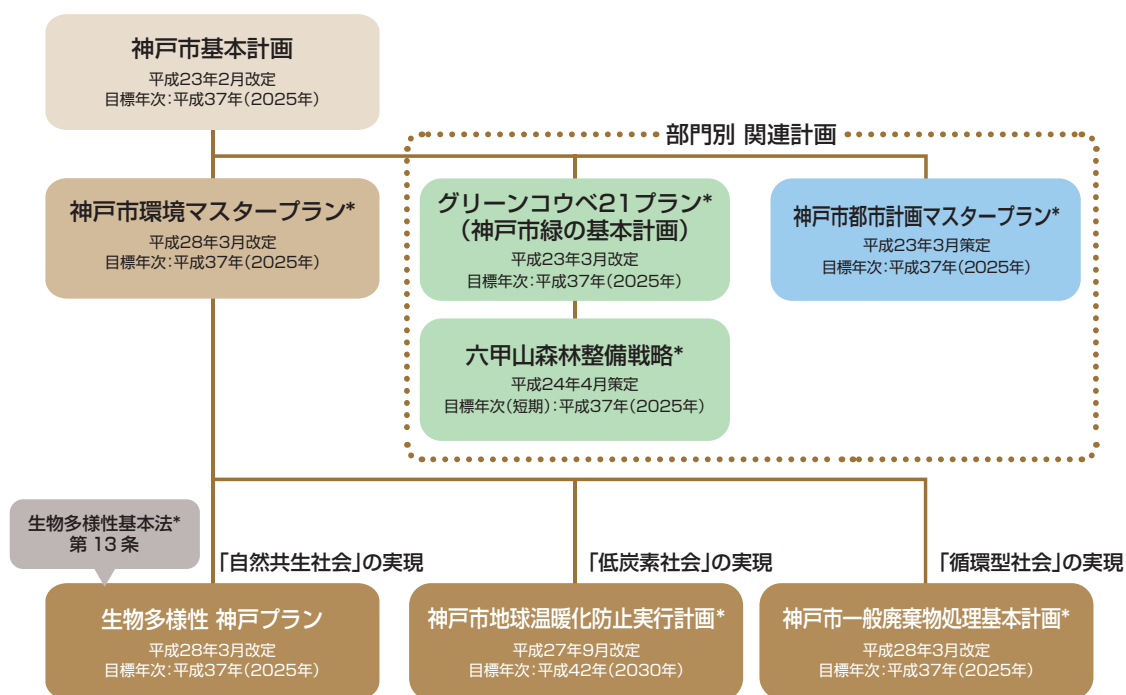 神戸市基本計画
平成23年2月改定
目標年次:平成37年(2025年)
部門別 関連計画
神戸市環境マスタープラン*
平成28年3月改定
目標年次:平成37年(2025年)
グリーンコウベ21プラン*
(神戸市緑の基本計画)
平成23年3月改定
目標年次:平成37年(2025年)
神戸市都市計画マスタープラン*
平成23年3月策定
目標年次:平成37年(2025年)
六甲山森林整備戦略*
平成24年4月策定
目標年次(短期):平成37年(2025年)
生物多様性基本法*
第13条
「自然共生社会」の実現
「低炭素社会」の実現
「循環型社会」の実現
生物多様性 神戸プラン
平成28年3月改定
目標年次:平成37年(2025年)
神戸市地球温暖化防止実行計画*
平成27年9月改定
目標年次:平成42年(2030年)
神戸市一般廃棄物処理基本計画*
平成28年3月改定
目標年次:平成37年(2025年)